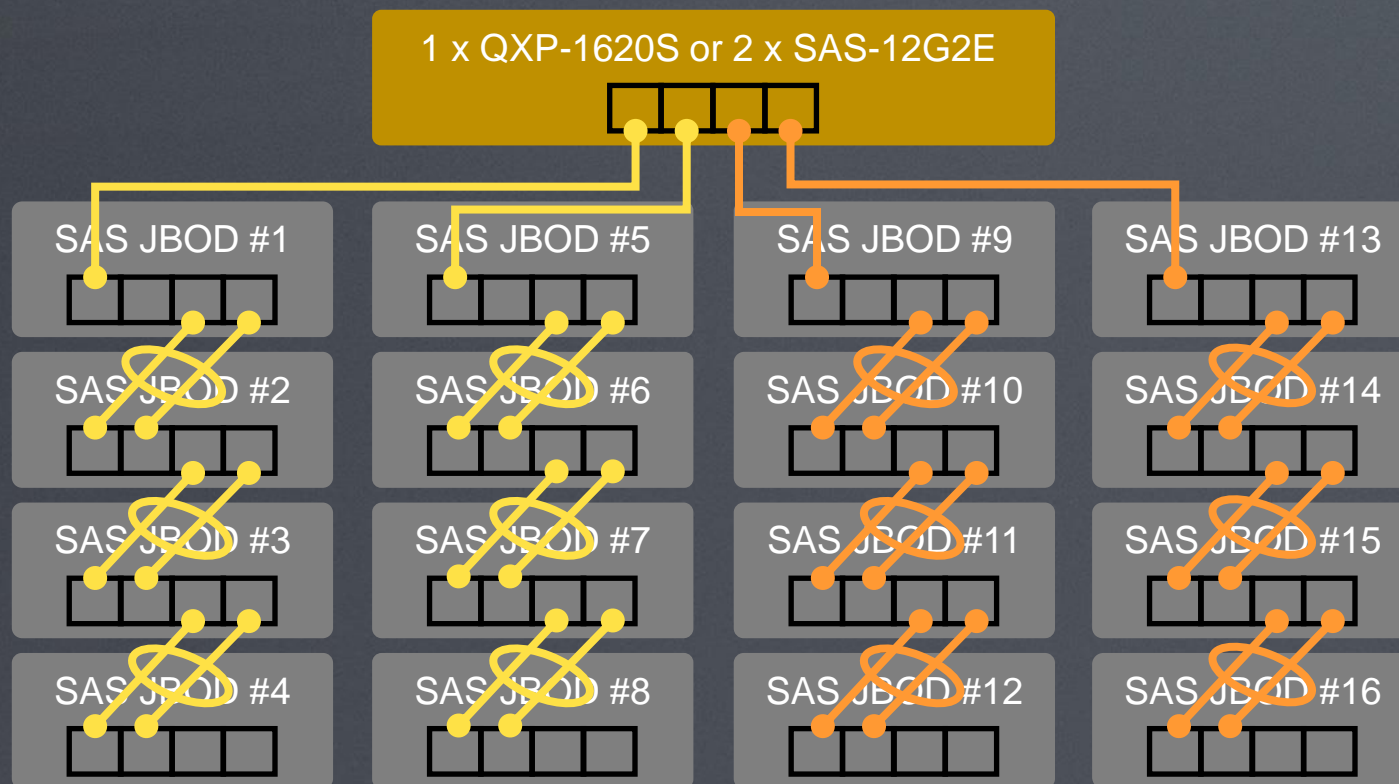 1 x QXP-1620S or 2 x SAS-12G2E
SAS JBOD #1
SAS JBOD #5
SAS JBOD #9
SAS JBOD #13
SAS JBOD #2
SAS JBOD #6
SAS JBOD #10
SAS JBOD #14
SAS JBOD #3
SAS JBOD #7
SAS JBOD #11
SAS JBOD #15
SAS JBOD #4
SAS JBOD #8
SAS JBOD #12
SAS JBOD #16